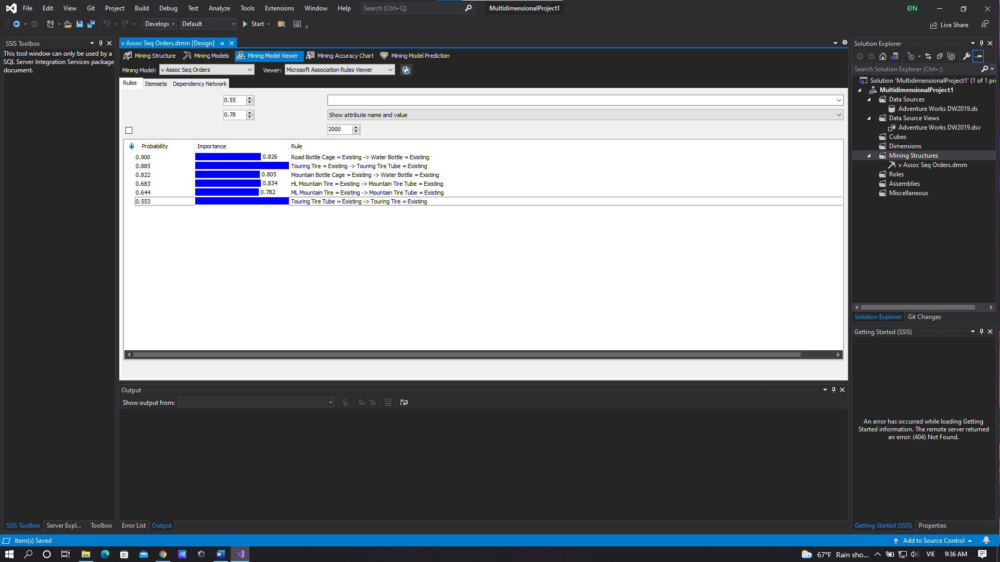 File Edit View Git Project Build Debug Test Analyze Tools Extensions Window Help Search (Ctrl+Q) MultidimensionalProject1 ĐN
Developı Default Start Live Share
SSIS Toolbox
This tool window can only be used by a
SQL Server Integration Services package
document.
v Assoc Seq Orders.dmm [Design]
Mining Structure Mining Models Mining Model Viewer Mining Accuracy Chart Mining Model Prediction
Mining Model: v Assoc Seq Orders Viewer: Microsoft Association Rules Viewer
Rules Itemsets Dependency Network
0.55
0.78 Show attribute name and value
2000
Probability Importance Rule
0.900 0.826 Road Bottle Cage = Existing -> Water Bottle = Existing
0.885 Touring Tire = Existing -> Touring Tire Tube = Existing
0.822 0.805 Mountain Bottle Cage = Existing -> Water Bottle = Existing
0.683 0.834 HL Mountain Tire = Existing -> Mountain Tire Tube = Existing
0.644 0.782 ML Mountain Tire = Existing -> Mountain Tire Tube = Existing
0.553 Touring Tire Tube = Existing -> Touring Tire = Existing
Output
Show output from:
Solution Explorer
Search Solution Explorer (Ctrl+;)
Solution 'MultidimensionalProject1' (1 of 1 pr
MultidimensionalProject1
Data Sources
Adventure Works DW2019.ds
Data Source Views
Adventure Works DW2019.dsv
Cubes
Dimensions
Mining Structures
v Assoc Seq Orders.dmm
Roles
Assemblies
Miscellaneous
Solution Explorer Git Changes
Getting Started (SSIS)
An error has occurred while loading Getting
Started information. The remote server returned
an error: (404) Not Found.
SSIS Toolbox Server Expl... Toolbox Error List Output Getting Started (SSIS) Properties
Item(s) Saved Add to Source Control
67°F Rain sho... VIE 9:36 AM